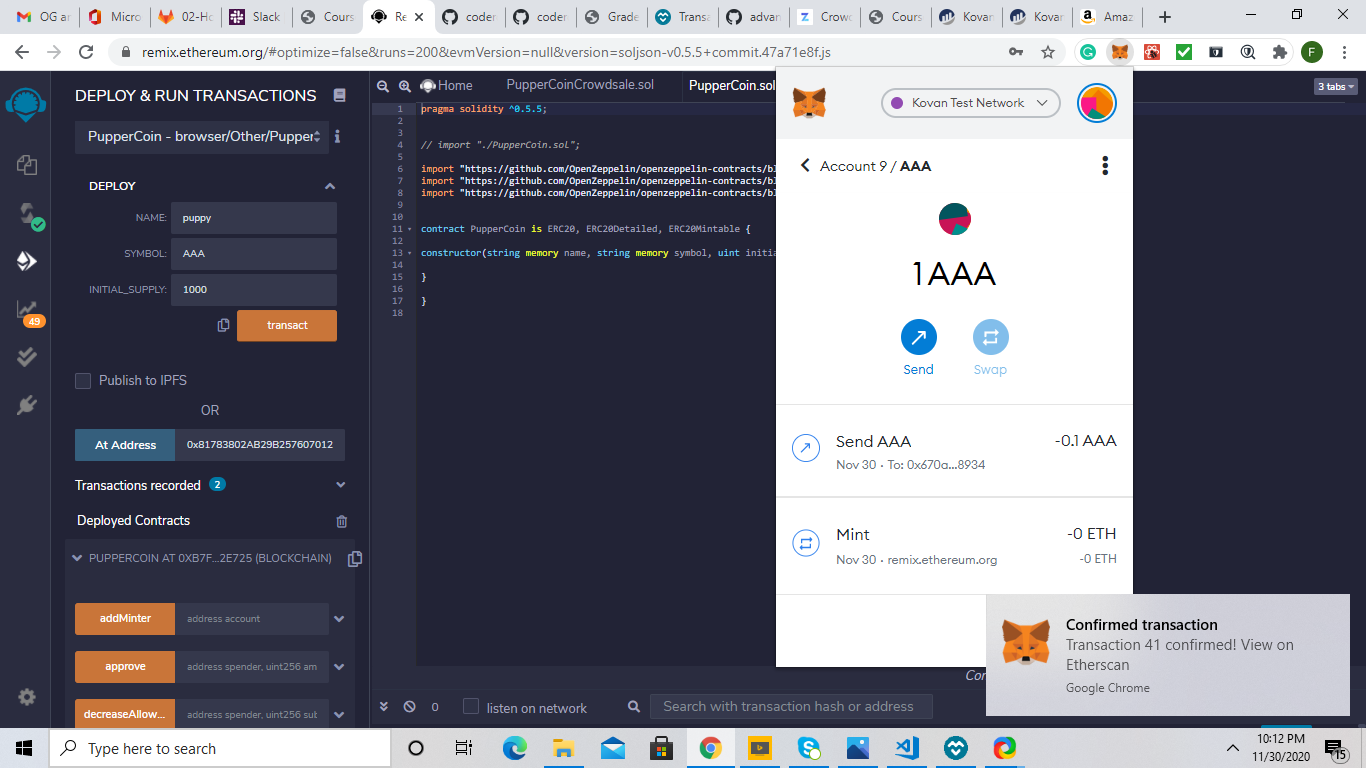 OG ar
Micro
02-Ho
Slack
Cours
Re
coder
coder
Grade
Transa
advan
Crowd
Cours
Kovan
Kovan
Amaz
remix.ethereum.org/#optimize=false&runs=200&evmVersion=null&version=soljson-v0.5.5+commit.47a71e8f.js
F
DEPLOY & RUN TRANSACTIONS
PupperCoin - browser/Other/Pupper
DEPLOY
NAME: puppy
SYMBOL: AAA
INITIAL_SUPPLY: 1000
transact
Publish to IPFS
OR
At Address 0x81783802AB29B257607012
Transactions recorded 2
Deployed Contracts
PUPPERCOIN AT 0XB7F...2E725 (BLOCKCHAIN)
addMinter address account
approve address spender, uint256 am
decreaseAllow... address spender, uint256 sub
49
Home
PupperCoinCrowdsale.sol
PupperCoin.sol
3 tabs
1 pragma solidity ^0.5.5;
2
3
4 // import "./PupperCoin.sol";
5
6 import "https://github.com/OpenZeppelin/openzeppelin-contracts/bl
7 import "https://github.com/OpenZeppelin/openzeppelin-contracts/bl
8 import "https://github.com/OpenZeppelin/openzeppelin-contracts/bl
9
10
11 contract PupperCoin is ERC20, ERC20Detailed, ERC20Mintable {
12
13 constructor(string memory name, string memory symbol, uint initia
14
15 }
16
17 }
18
0
listen on network
Search with transaction hash or address
Kovan Test Network
Account 9 / AAA
1 AAA
Send
Swap
Send AAA -0.1 AAA
Nov 30 · To: 0x670a...8934
Mint -0 ETH
Nov 30 · remix.ethereum.org -0 ETH
Confirmed transaction
Transaction 41 confirmed! View on
Etherscan
Google Chrome
Type here to search
10:12 PM
11/30/2020
15